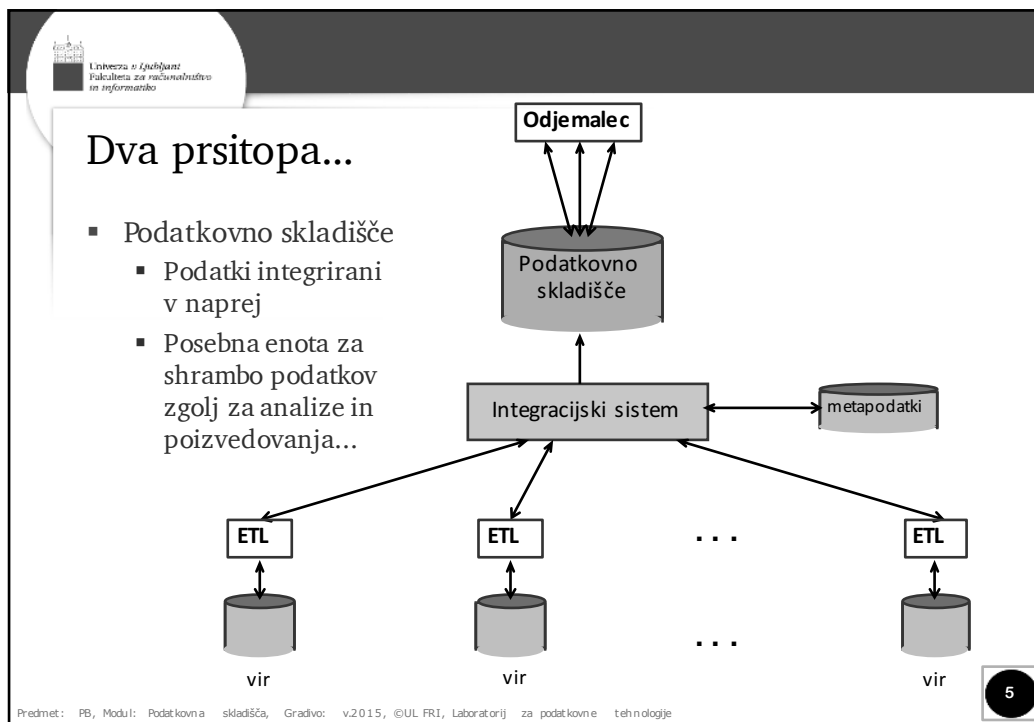 Univerza v Ljubljani
Fakulteta za računalništvo
in informatiko
Dva prsitopa...
Podatkovno skladišče
Podatki integrirani
v naprej
Posebna enota za
shrambo podatkov
zgolj za analize in
poizvedovanja...
Odjemalec
Podatkovno
skladišče
Integracijski sistem
metapodatki
ETL
ETL
. . .
ETL
vir
vir
. . .
vir
5
Predmet: PB, Modul: Podatkovna skladišča, Gradivo: v.2015, ©UL FRI, Laboratorij za podatkovne tehnologije